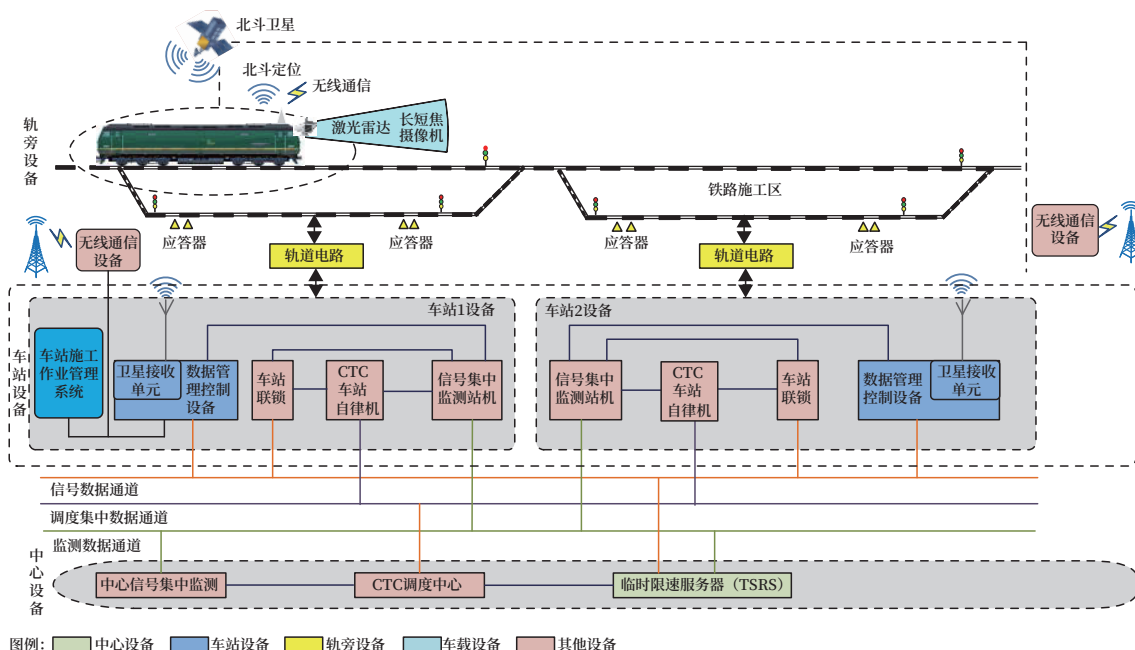 北斗卫星
北斗定位
无线通信
激光雷达
长短焦
摄像机
轨旁设备
铁路施工区
应答器
应答器
应答器
应答器
无线通信
设备
无线通信
设备
轨道电路
轨道电路
车站设备
车站1设备
车站2设备
车站施工
作业管理
系统
卫星接收
单元
数据管
理控制
设备
车站
联锁
CTC
车站
自律机
信号集中
监测站机
信号集中
监测站机
CTC
车站
自律机
车站
联锁
数据管理
控制设备
卫星接收
单元
信号数据通道
调度集中数据通道
监测数据通道
中心设备
中心信号集中监测
CTC调度中心
临时限速服务器（TSRS）
图例：
中心设备
车站设备
轨旁设备
车载设备
其他设备